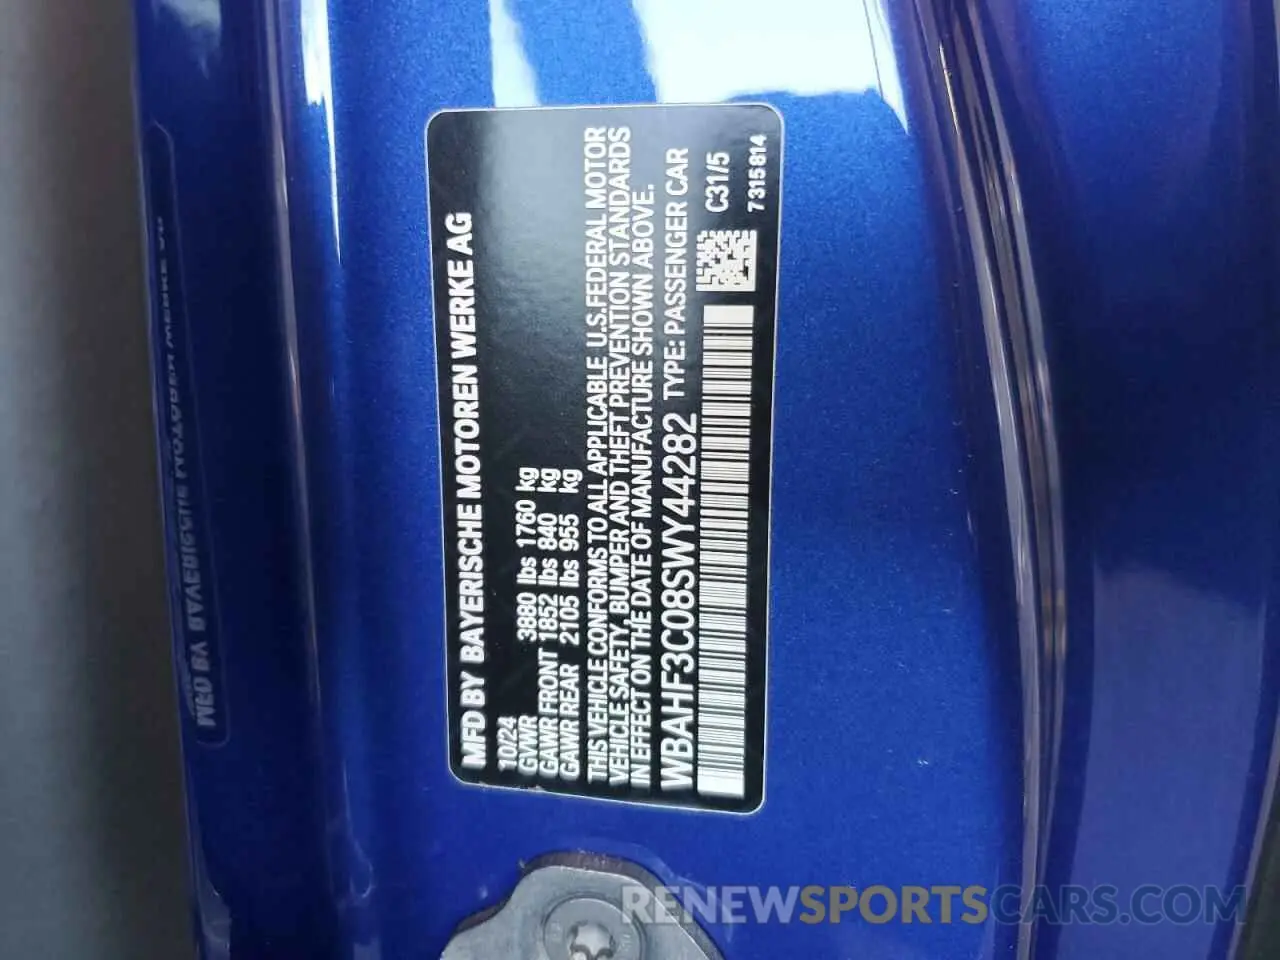 MFD BY BAYERISCHE MOTOREN WERKE AG
10/24
GVWR 3880 lbs 1760 kg
GAWR FRONT 1852 lbs 840 kg
GAWR REAR 2105 lbs 955 kg
THIS VEHICLE CONFORMS TO ALL APPLICABLE U.S. FEDERAL MOTOR
VEHICLE SAFETY, BUMPER AND THEFT PREVENTION STANDARDS
IN EFFECT ON THE DATE OF MANUFACTURE SHOWN ABOVE.
WBAHF3C08SWY44282 TYPE: PASSENGER CAR
C31/5
7315814
RENEWSPORTSCARS.COM